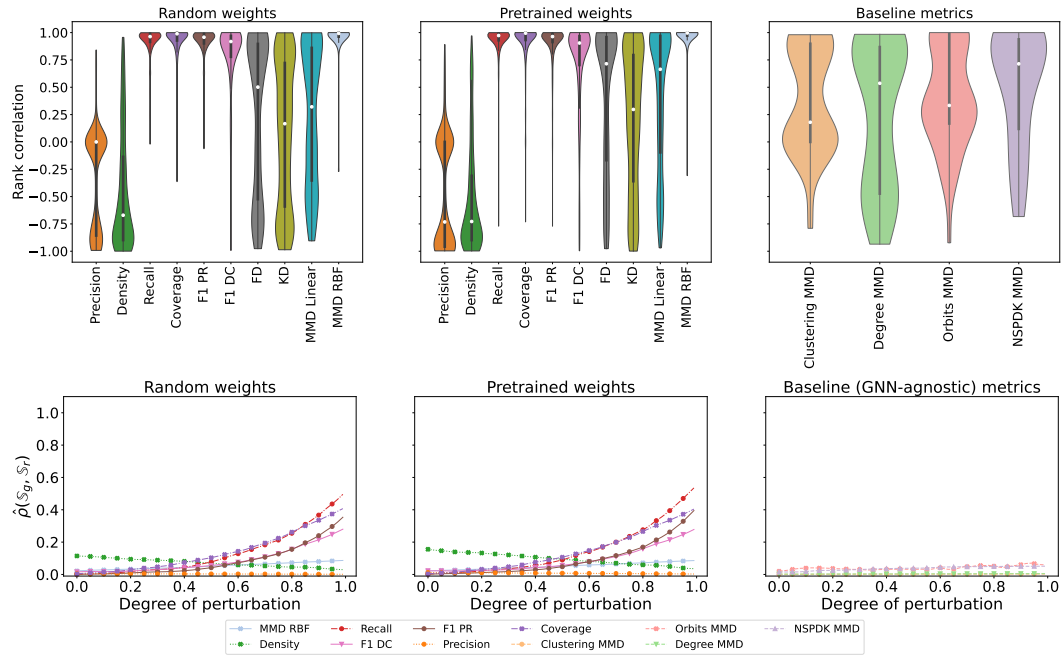 Random weights
Pretrained weights
Baseline metrics
Rank correlation
1.00
0.75
0.50
0.25
0.00
−0.25
−0.50
−0.75
−1.00
Precision
Density
Recall
Coverage
F1 PR
F1 DC
FD
KD
MMD Linear
MMD RBF
Precision
Density
Recall
Coverage
F1 PR
F1 DC
FD
KD
MMD Linear
MMD RBF
Clustering MMD
Degree MMD
Orbits MMD
NSPDK MMD
Random weights
Pretrained weights
Baseline (GNN-agnostic) metrics
ρ̂(𝕊g, 𝕊r)
1.0
0.8
0.6
0.4
0.2
0.0
0.0 0.2 0.4 0.6 0.8 1.0
0.0 0.2 0.4 0.6 0.8 1.0
0.0 0.2 0.4 0.6 0.8 1.0
Degree of perturbation
Degree of perturbation
Degree of perturbation
MMD RBF Recall F1 PR Coverage Orbits MMD NSPDK MMD
Density F1 DC Precision Clustering MMD Degree MMD